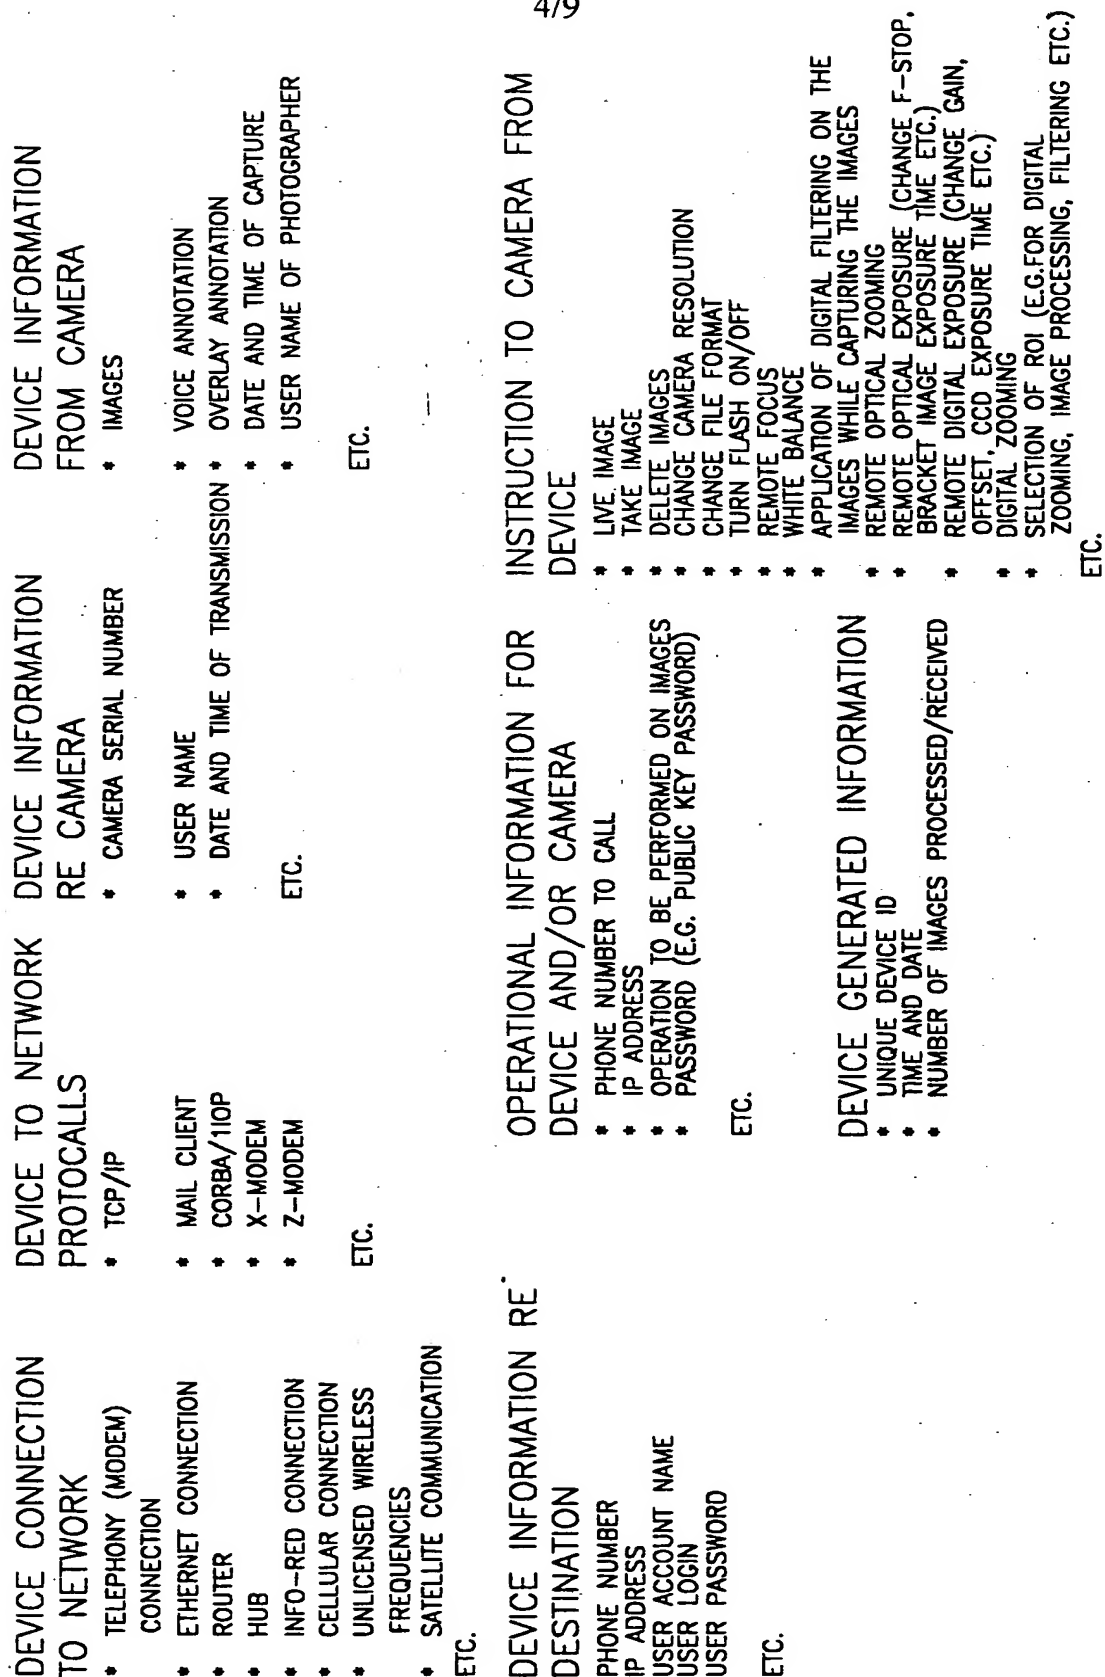 4/9
DEVICE CONNECTION
TO NETWORK
* TELEPHONY (MODEM)
CONNECTION
* ETHERNET CONNECTION
* ROUTER
* HUB
* INFO-RED CONNECTION
* CELLULAR CONNECTION
* UNLICENSED WIRELESS
FREQUENCIES
* SATELLITE COMMUNICATION
ETC.
DEVICE TO NETWORK
PROTOCALLS
* TCP/IP
* MAIL CLIENT
* CORBA/1IOP
* X-MODEM
* Z-MODEM
ETC.
DEVICE INFORMATION
RE CAMERA
* CAMERA SERIAL NUMBER
* USER NAME
* DATE AND TIME OF TRANSMISSION
ETC.
DEVICE INFORMATION
FROM CAMERA
* IMAGES
* VOICE ANNOTATION
* OVERLAY ANNOTATION
* DATE AND TIME OF CAPTURE
* USER NAME OF PHOTOGRAPHER
ETC.
DEVICE INFORMATION RE
DESTINATION
PHONE NUMBER
IP ADDRESS
USER ACCOUNT NAME
USER LOGIN
USER PASSWORD
ETC.
OPERATIONAL INFORMATION FOR
DEVICE AND/OR CAMERA
* PHONE NUMBER TO CALL
* IP ADDRESS
* OPERATION TO BE PERFORMED ON IMAGES
* PASSWORD (E.G. PUBLIC KEY PASSWORD)
ETC.
DEVICE GENERATED INFORMATION
* UNIQUE DEVICE ID
* TIME AND DATE
* NUMBER OF IMAGES PROCESSED/RECEIVED
INSTRUCTION TO CAMERA FROM
DEVICE
* LIVE IMAGE
* TAKE IMAGE
* DELETE IMAGES
* CHANGE CAMERA RESOLUTION
* CHANGE FILE FORMAT
* TURN FLASH ON/OFF
* REMOTE FOCUS
* WHITE BALANCE
* APPLICATION OF DIGITAL FILTERING ON THE
IMAGES WHILE CAPTURING THE IMAGES
* REMOTE OPTICAL ZOOMING
* REMOTE OPTICAL EXPOSURE (CHANGE F-STOP,
BRACKET IMAGE EXPOSURE TIME ETC.)
* REMOTE DIGITAL EXPOSURE (CHANGE GAIN,
OFFSET, CCD EXPOSURE TIME ETC.)
* DIGITAL ZOOMING
* SELECTION OF ROI (E.G.FOR DIGITAL
ZOOMING, IMAGE PROCESSING, FILTERING ETC.)
ETC.